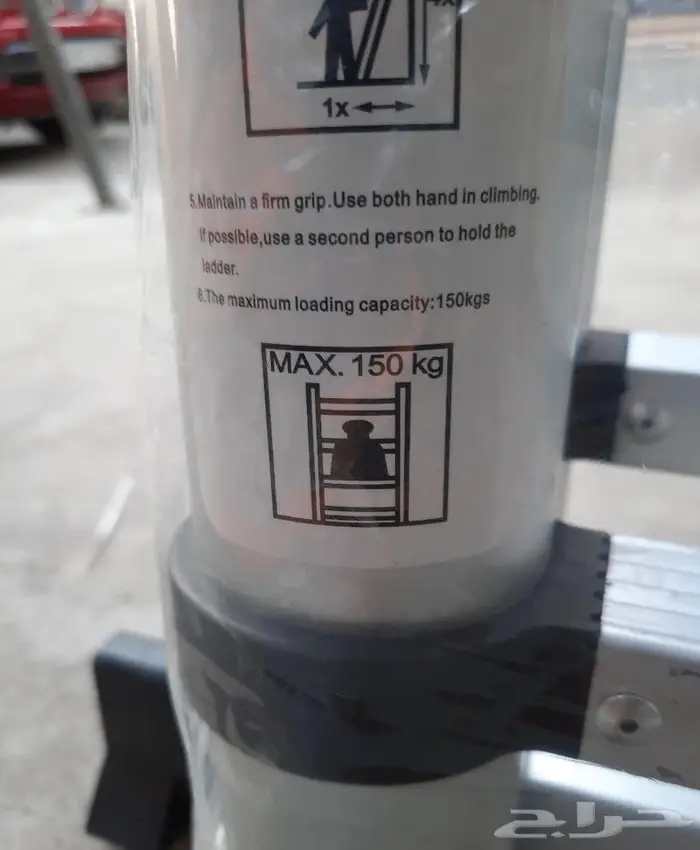 4x
1x
5.Maintain a firm grip.Use both hand in climbing.
If possible,use a second person to hold the
ladder.
6.The maximum loading capacity:150kgs
MAX. 150 kg
حراج